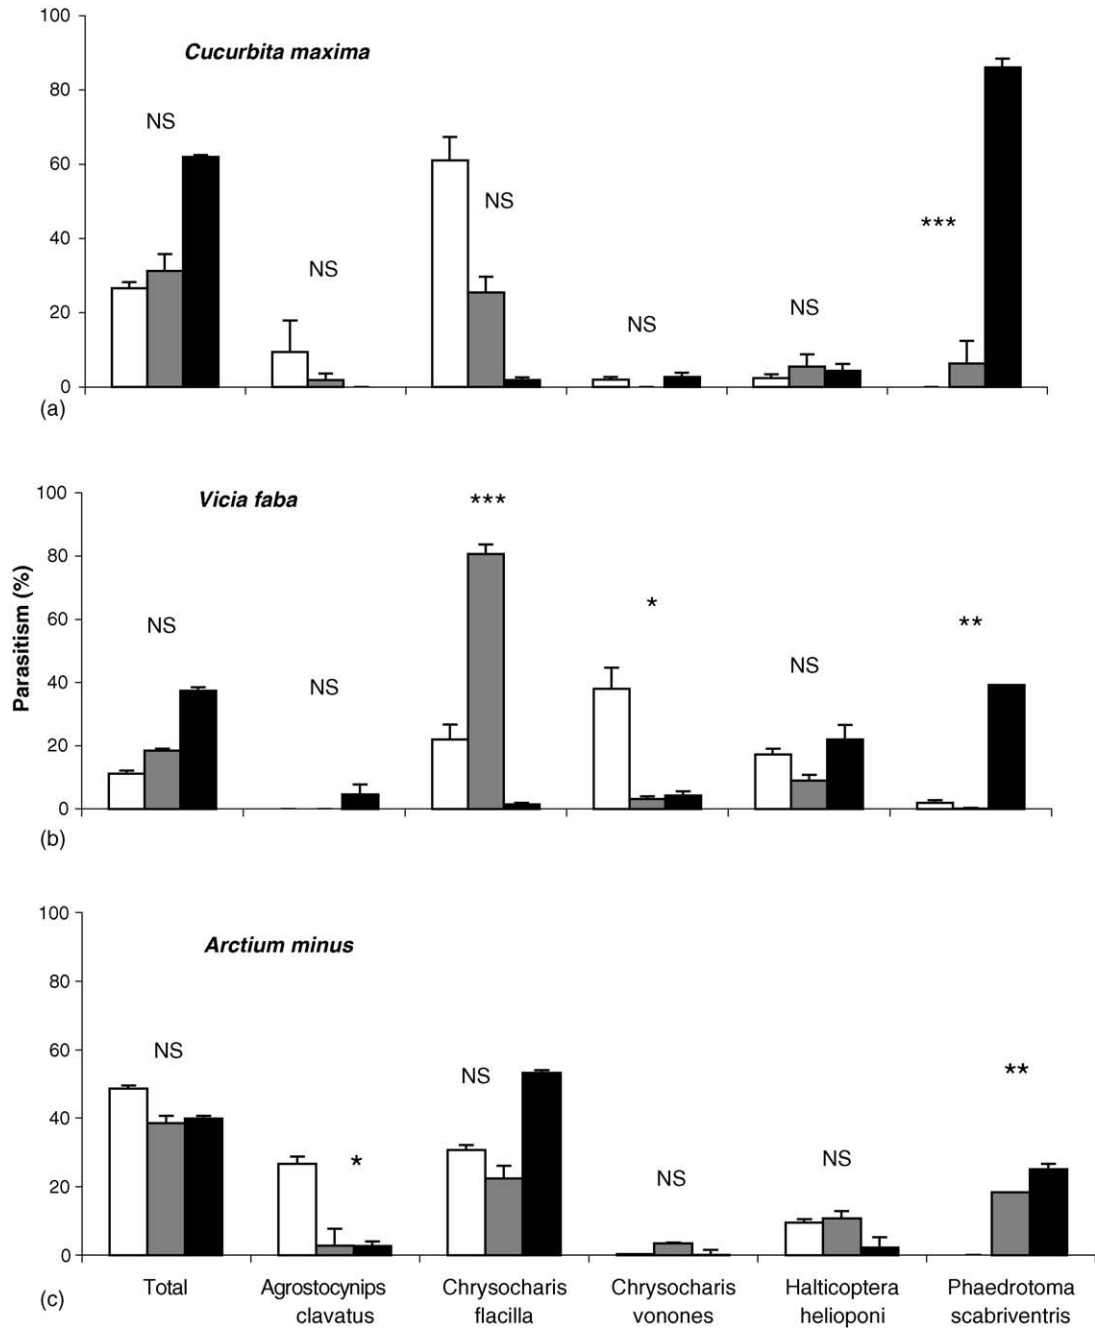 100
Cucurbita maxima
80
NS
60
NS
40
***
NS
NS
NS
20
0
(a)
100
Vicia faba
***
80
60
NS
*
**
NS
40
NS
20
0
(b)
Parasitism (%)
100
Arctium minus
80
60
NS
NS
**
40
*
NS
NS
20
0
(c)
Total
Agrostocynips
clavatus
Chrysocharis
flacilla
Chrysocharis
vonones
Halticoptera
helioponi
Phaedrotoma
scabriventris